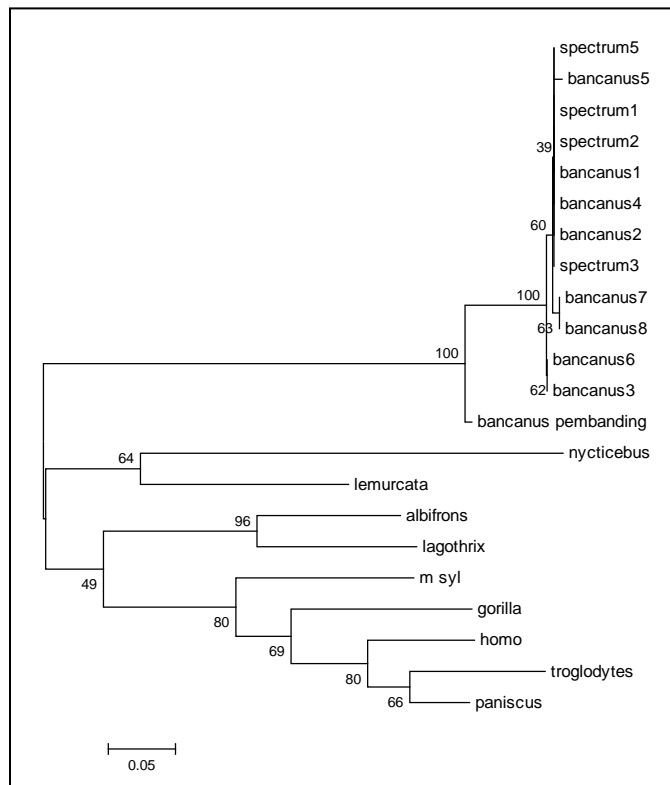 spectrum5
bancanus5
spectrum1
spectrum2
39
bancanus1
bancanus4
60
bancanus2
spectrum3
100
bancanus7
63
bancanus8
100
bancanus6
62
bancanus3
bancanus pembanding
nycticebus
64
lemurcata
96
albifrons
lagothrix
49
m syl
80
gorilla
69
homo
80
troglodytes
66
paniscus
0.05